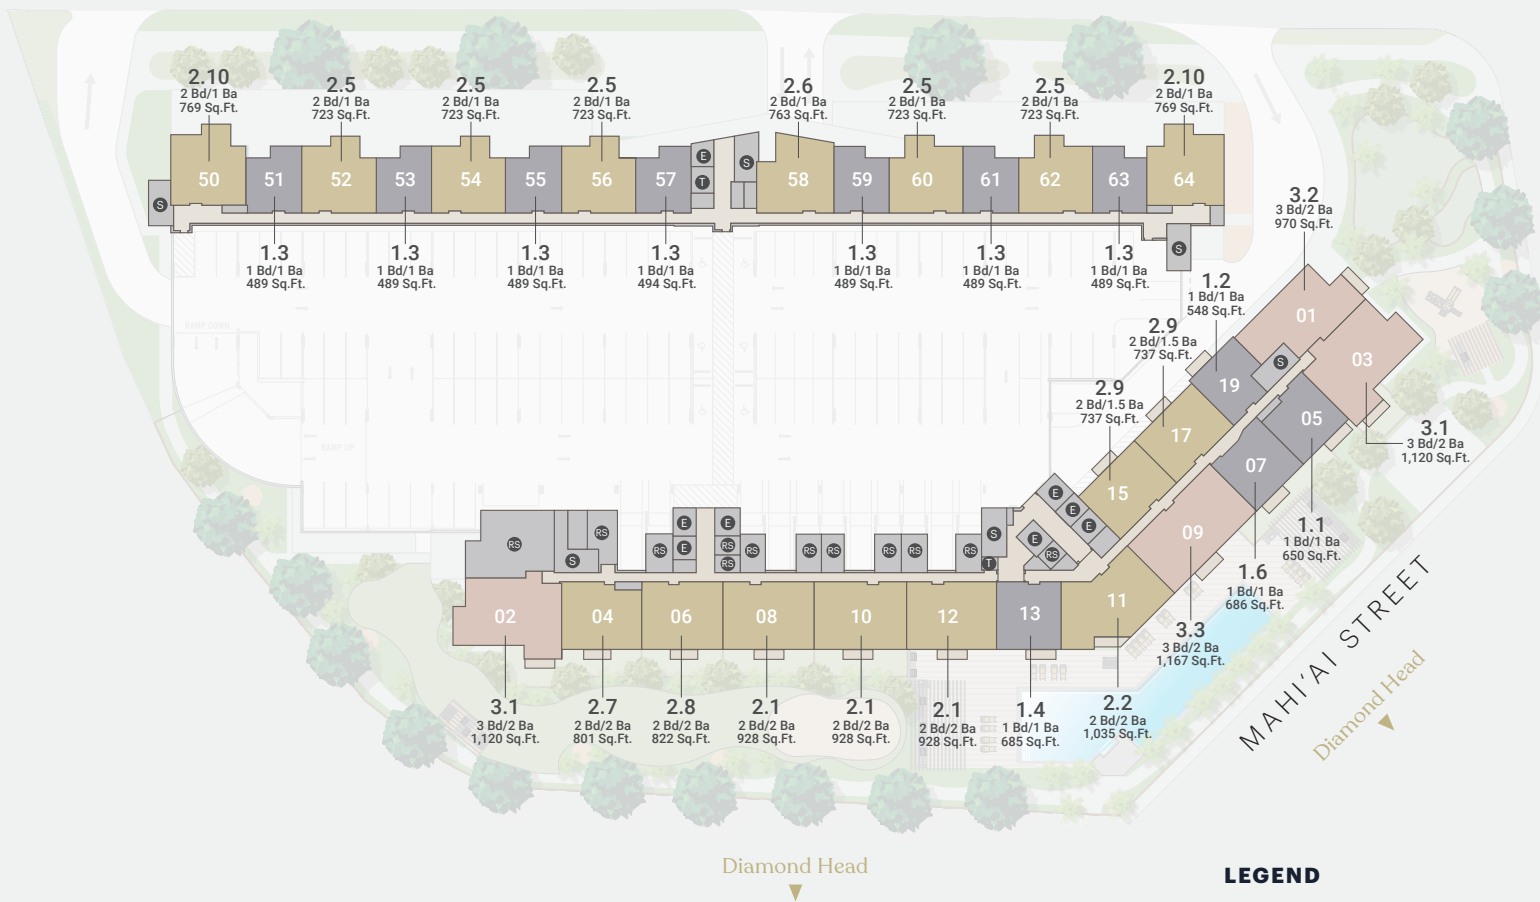 2.10
2 Bd/1 Ba
769 Sq.Ft.
2.5
2 Bd/1 Ba
723 Sq.Ft.
2.5
2 Bd/1 Ba
723 Sq.Ft.
2.5
2 Bd/1 Ba
723 Sq.Ft.
2.6
2 Bd/1 Ba
763 Sq.Ft.
2.5
2 Bd/1 Ba
723 Sq.Ft.
2.5
2 Bd/1 Ba
723 Sq.Ft.
2.10
2 Bd/1 Ba
769 Sq.Ft.
E
T
S
50
51
52
53
54
55
56
57
58
59
60
61
62
63
64
S
S
1.3
1 Bd/1 Ba
489 Sq.Ft.
1.3
1 Bd/1 Ba
489 Sq.Ft.
1.3
1 Bd/1 Ba
489 Sq.Ft.
1.3
1 Bd/1 Ba
494 Sq.Ft.
1.3
1 Bd/1 Ba
489 Sq.Ft.
1.3
1 Bd/1 Ba
489 Sq.Ft.
1.3
1 Bd/1 Ba
489 Sq.Ft.
3.2
3 Bd/2 Ba
970 Sq.Ft.
1.2
1 Bd/1 Ba
548 Sq.Ft.
2.9
2 Bd/1.5 Ba
737 Sq.Ft.
2.9
2 Bd/1.5 Ba
737 Sq.Ft.
RAMP DOWN
RAMP UP
01
S
03
19
05
17
07
15
09
11
3.1
3 Bd/2 Ba
1,120 Sq.Ft.
1.1
1 Bd/1 Ba
650 Sq.Ft.
1.6
1 Bd/1 Ba
686 Sq.Ft.
3.3
3 Bd/2 Ba
1,167 Sq.Ft.
E
E
E
E
RS
RS
RS
S
E
E
E
RS
RS
RS
RS
RS
RS
RS
RS
RS
S
T
02
04
06
08
10
12
13
3.1
3 Bd/2 Ba
1,120 Sq.Ft.
2.7
2 Bd/2 Ba
801 Sq.Ft.
2.8
2 Bd/2 Ba
822 Sq.Ft.
2.1
2 Bd/2 Ba
928 Sq.Ft.
2.1
2 Bd/2 Ba
928 Sq.Ft.
2.1
2 Bd/2 Ba
928 Sq.Ft.
1.4
1 Bd/1 Ba
685 Sq.Ft.
2.2
2 Bd/2 Ba
1,035 Sq.Ft.
MAHI'AI STREET
Diamond Head
Diamond Head
LEGEND